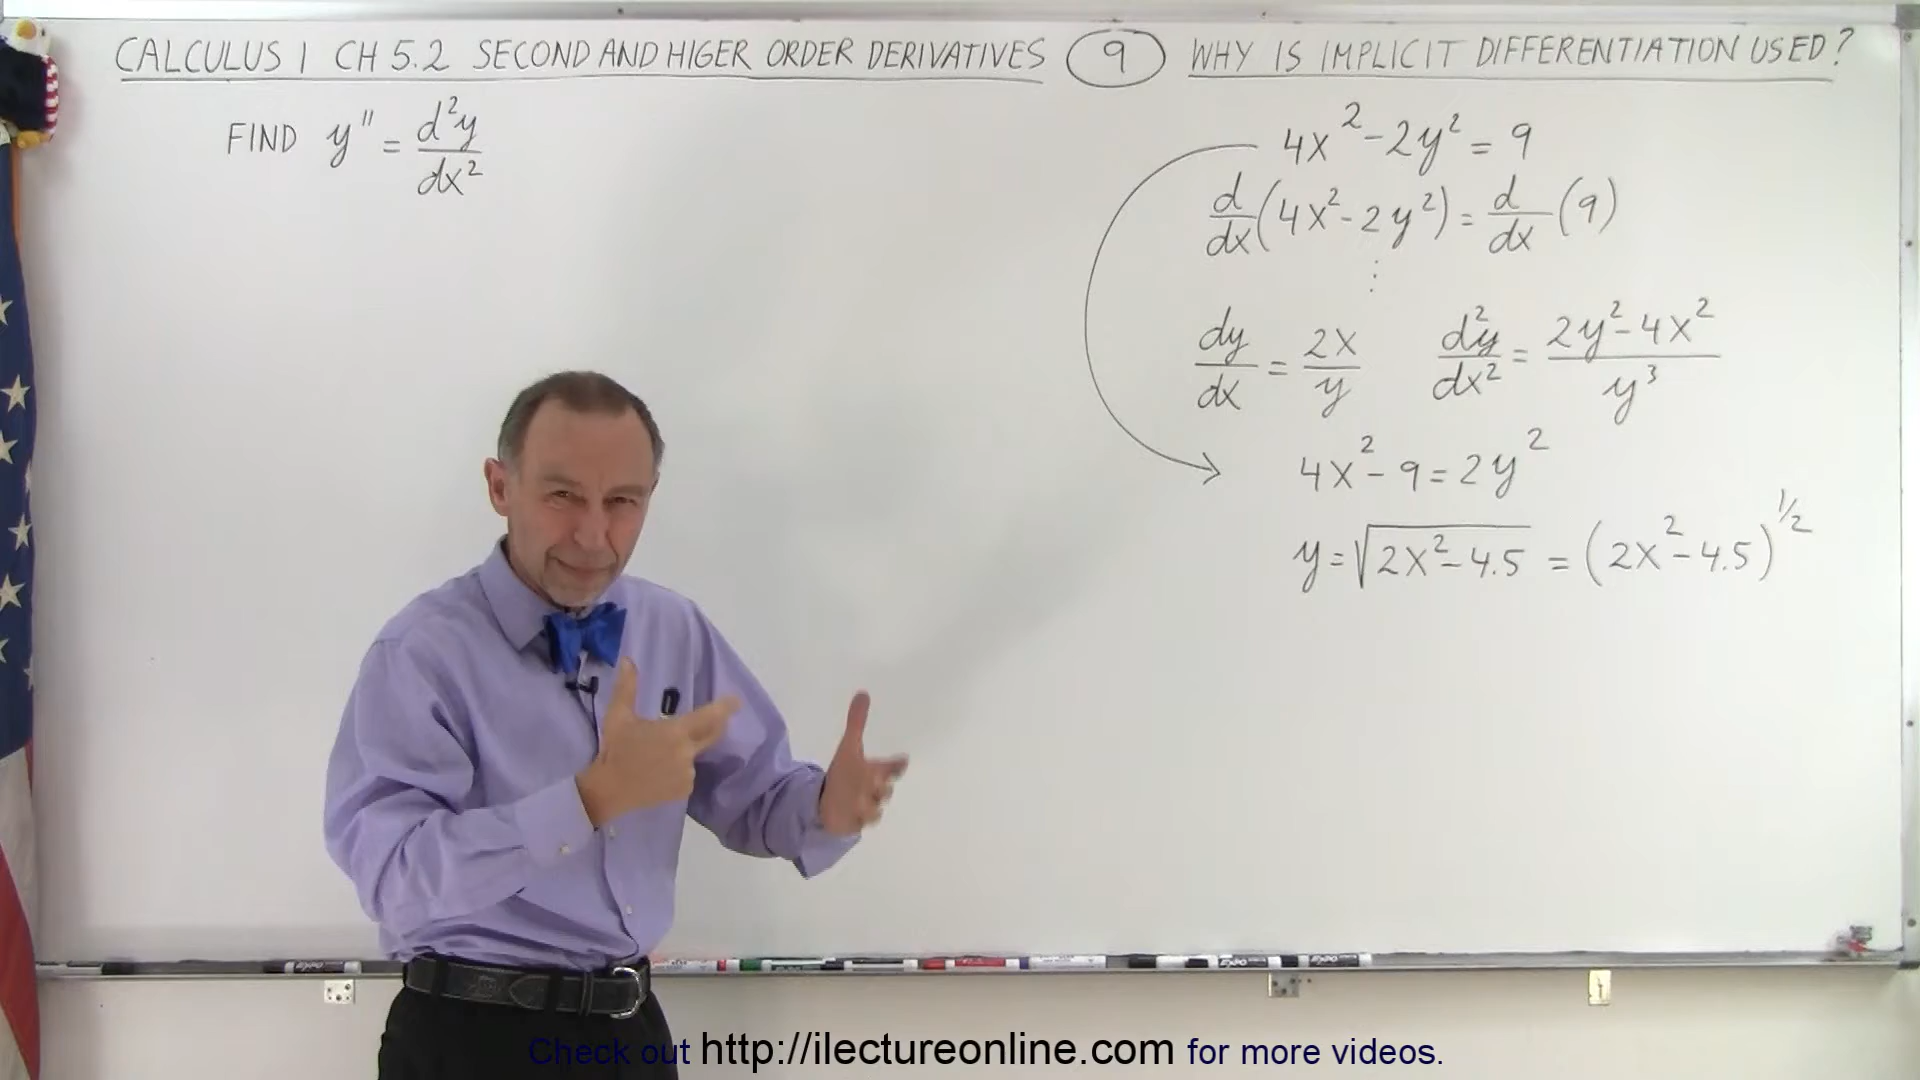 CALCULUS 1 CH 5.2 SECOND AND HIGER ORDER DERIVATIVES 9 WHY IS IMPLICIT DIFFERENTIATION USED?
FIND y" = d²y/dx²
4x² - 2y² = 9
d/dx (4x² - 2y²) = d/dx (9)
⋮
dy/dx = 2x/y   d²y/dx² = (2y² - 4x²)/y³
4x² - 9 = 2y²
y = √(2x² - 4.5) = (2x² - 4.5)^½
Check out http://ilectureonline.com for more videos.